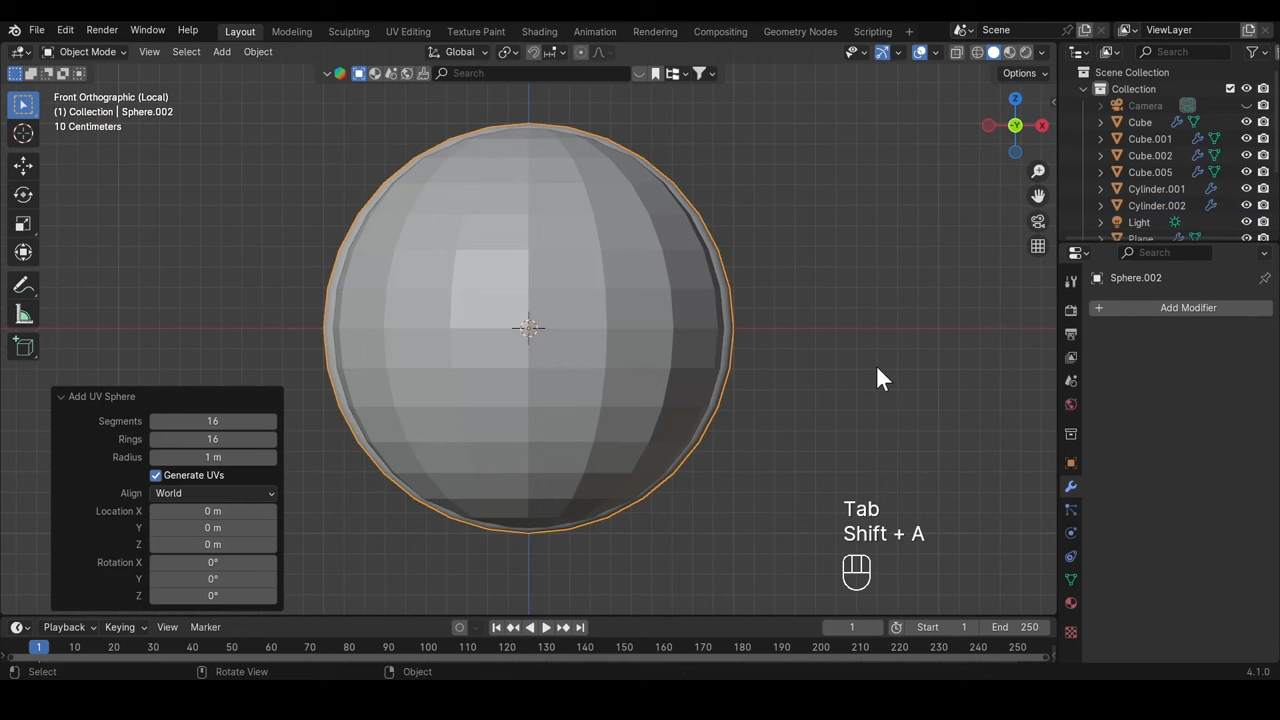 File Edit Render Window Help Layout Modeling Sculpting UV Editing Texture Paint Shading Animation Rendering Compositing Geometry Nodes Scripting + Scene ViewLayer
Object Mode View Select Add Object Global Search
Search Options
Front Orthographic (Local)
(1) Collection | Sphere.002
10 Centimeters
Z
-Y X
Scene Collection
Collection
Camera
Cube
Cube.001
Cube.002
Cube.005
Cylinder.001
Cylinder.002
Light
Plane
Search
Sphere.002
+ Add Modifier
Add UV Sphere
Segments 16
Rings 16
Radius 1 m
Generate UVs
Align World
Location X 0 m
Y 0 m
Z 0 m
Rotation X 0°
Y 0°
Z 0°
Tab
Shift + A
Playback Keying View Marker 1 Start 1 End 250
1 10 20 30 40 50 60 70 80 90 100 110 120 130 140 150 160 170 180 190 200 210 220 230 240 250
Select Rotate View Object 4.1.0